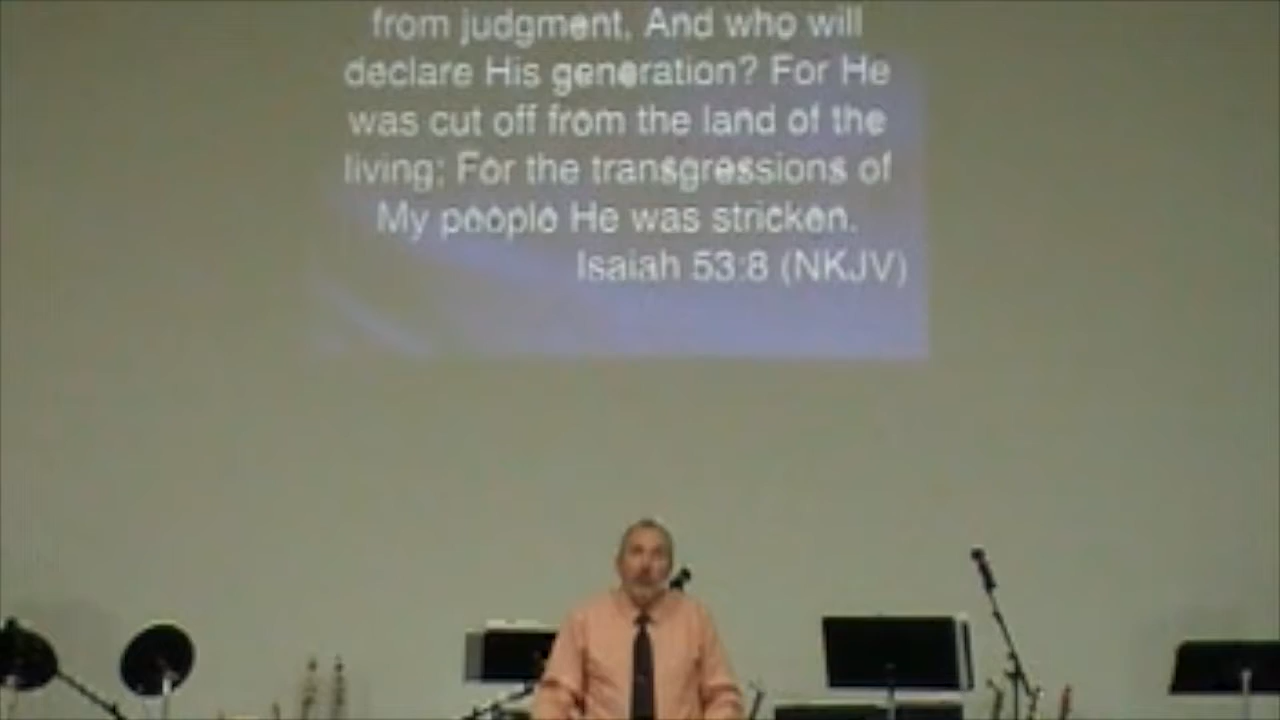 from judgment, And who will
declare His generation? For He
was cut off from the land of the
living; For the transgressions of
My people He was stricken.
Isaiah 53:8 (NKJV)